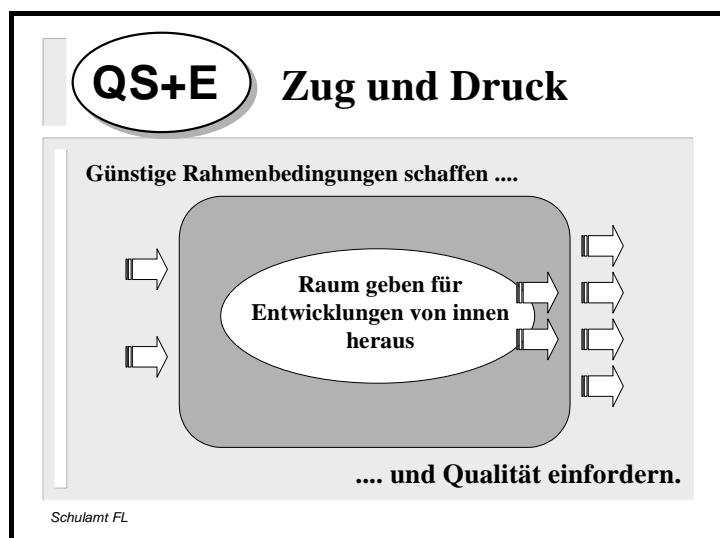 QS+E
Zug und Druck
Günstige Rahmenbedingungen schaffen ....
Raum geben für
Entwicklungen von innen
heraus
.... und Qualität einfordern.
Schulamt FL